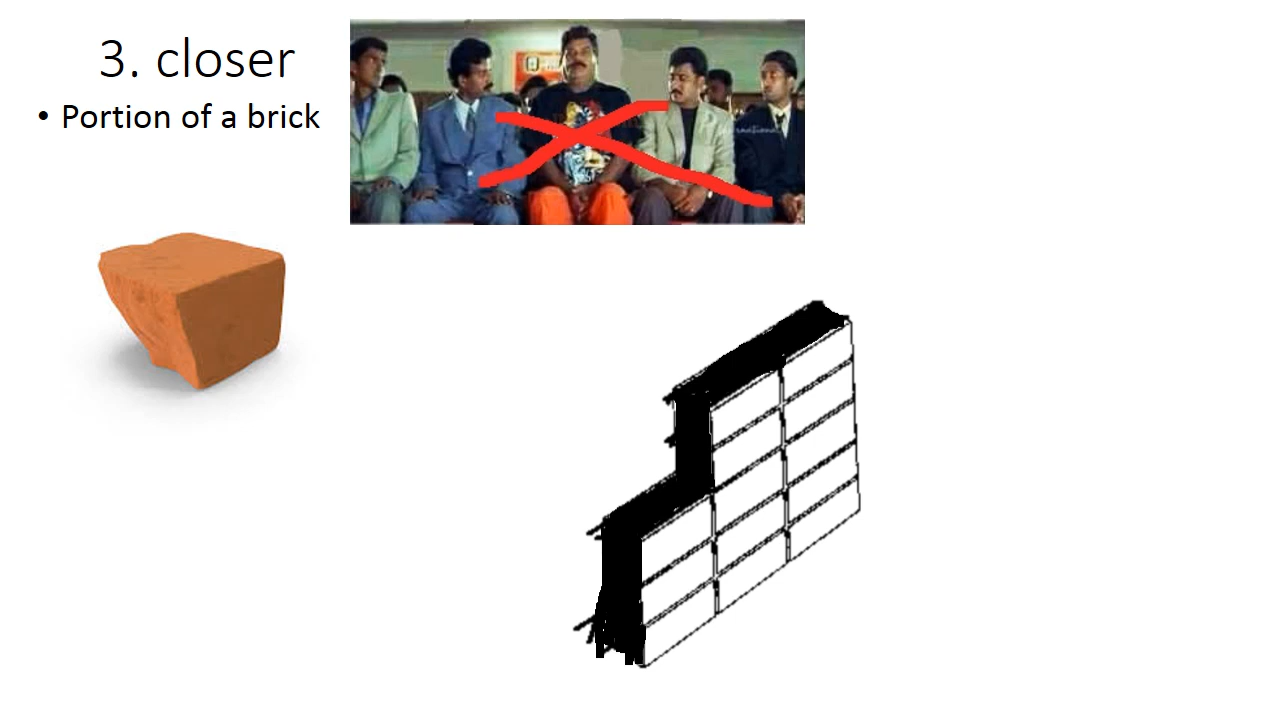 3. closer
• Portion of a brick